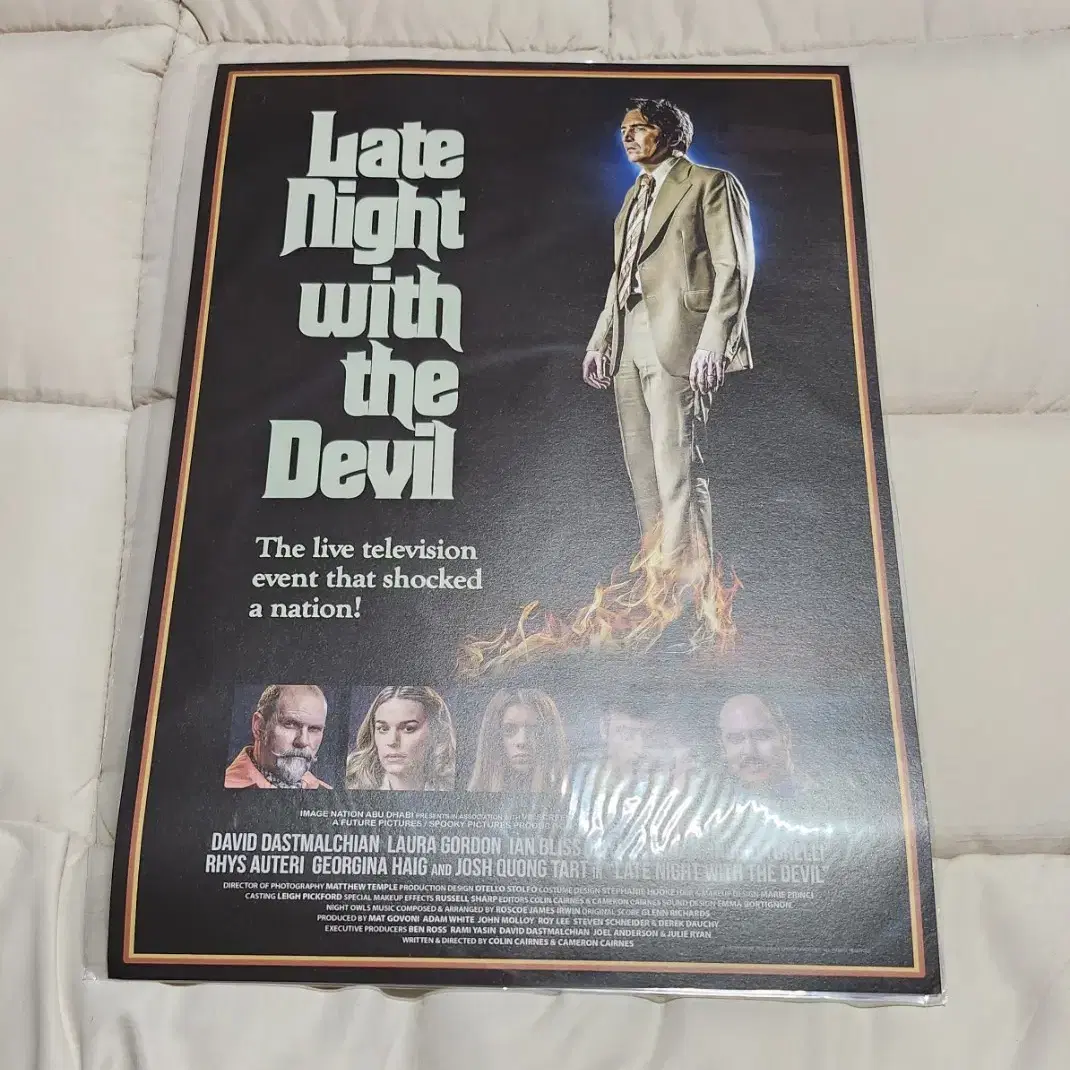 Late
Night
with
the
Devil
The live television
event that shocked
a nation!
IMAGE NATION ABU DHABI PRESENTS IN ASSOCIATION WITH
A FUTURE PICTURES / SPOOKY PICTURES
DAVID DASTMALCHIAN LAURA GORDON IAN BLISS
RHYS AUTERI GEORGINA HAIG AND JOSH QUONG TART IN 'LATE NIGHT WITH THE DEVIL'
DIRECTOR OF PHOTOGRAPHY MATTHEW TEMPLE PRODUCTION DESIGN OTELLO STOLFO COSTUME DESIGN STEPHANIE HOOKE HAIR & MAKEUP DESIGN MARIE PRINCI
CASTING LEIGH PICKFORD SPECIAL MAKEUP EFFECTS RUSSELL SHARP EDITORS COLIN CAIRNES & CAMERON CAIRNES SOUND DESIGN EMMA BORTIGNON
NIGHT OWLS MUSIC COMPOSED & ARRANGED BY ROSCOE JAMES IRWIN ORIGINAL SCORE GLENN RICHARDS
PRODUCED BY MAT GOVONI ADAM WHITE JOHN MOLLOY ROY LEE STEVEN SCHNEIDER & DEREK DAUCHY
EXECUTIVE PRODUCERS BEN ROSS RAMI YASIN DAVID DASTMALCHIAN JOEL ANDERSON & JULIE RYAN
WRITTEN & DIRECTED BY COLIN CAIRNES & CAMERON CAIRNES